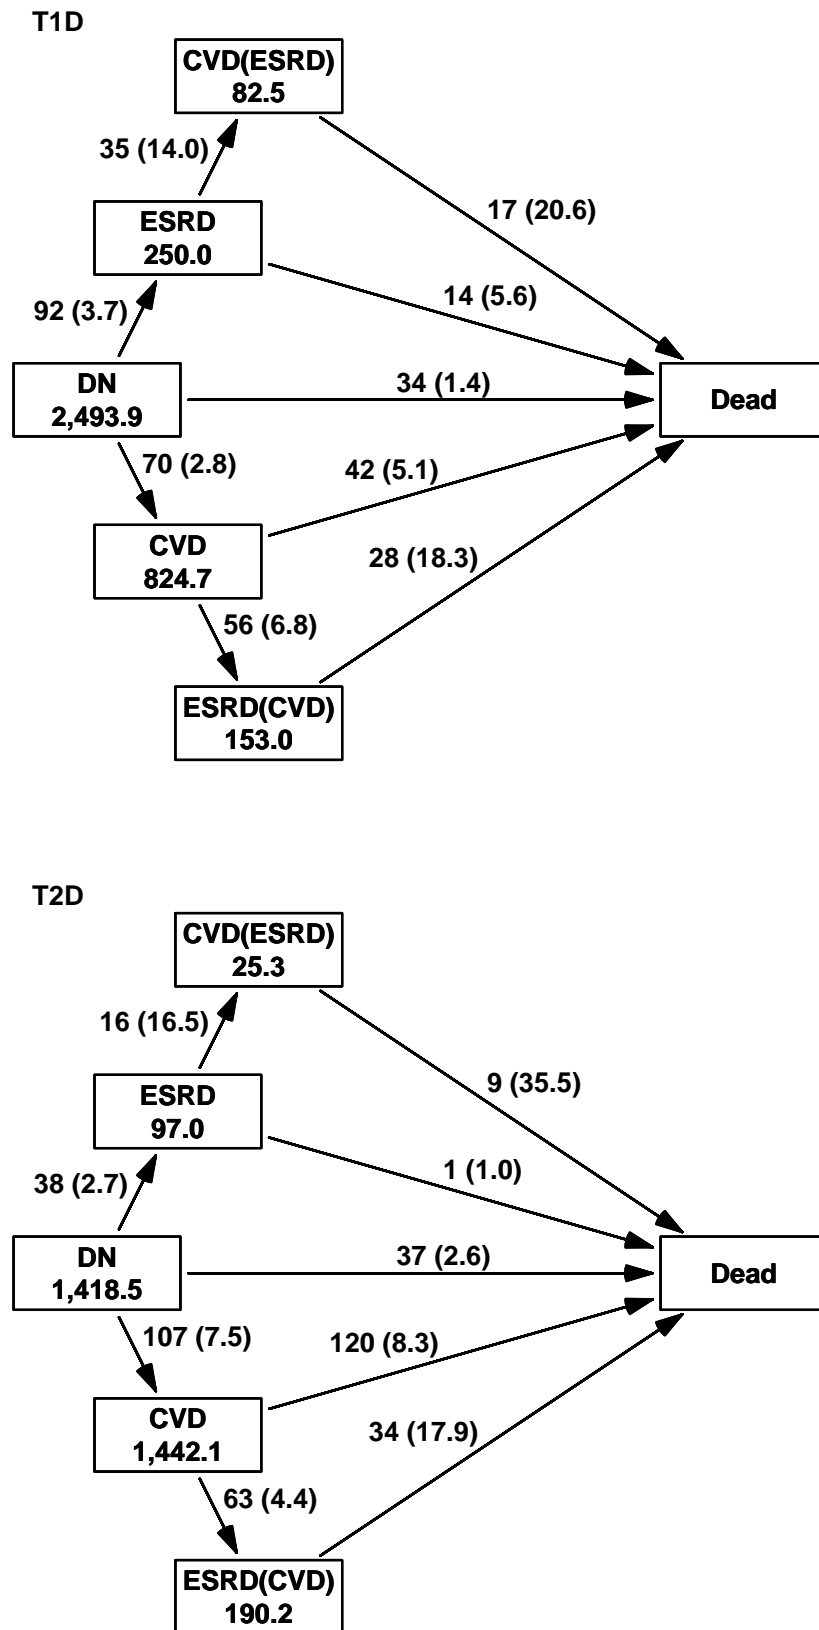 T1D
CVD(ESRD)
82.5
35 (14.0)
17 (20.6)
ESRD
250.0
14 (5.6)
92 (3.7)
DN
2,493.9
34 (1.4)
Dead
70 (2.8)
42 (5.1)
CVD
824.7
28 (18.3)
56 (6.8)
ESRD(CVD)
153.0
T2D
CVD(ESRD)
25.3
16 (16.5)
9 (35.5)
ESRD
97.0
1 (1.0)
38 (2.7)
DN
1,418.5
37 (2.6)
Dead
107 (7.5)
120 (8.3)
CVD
1,442.1
34 (17.9)
63 (4.4)
ESRD(CVD)
190.2